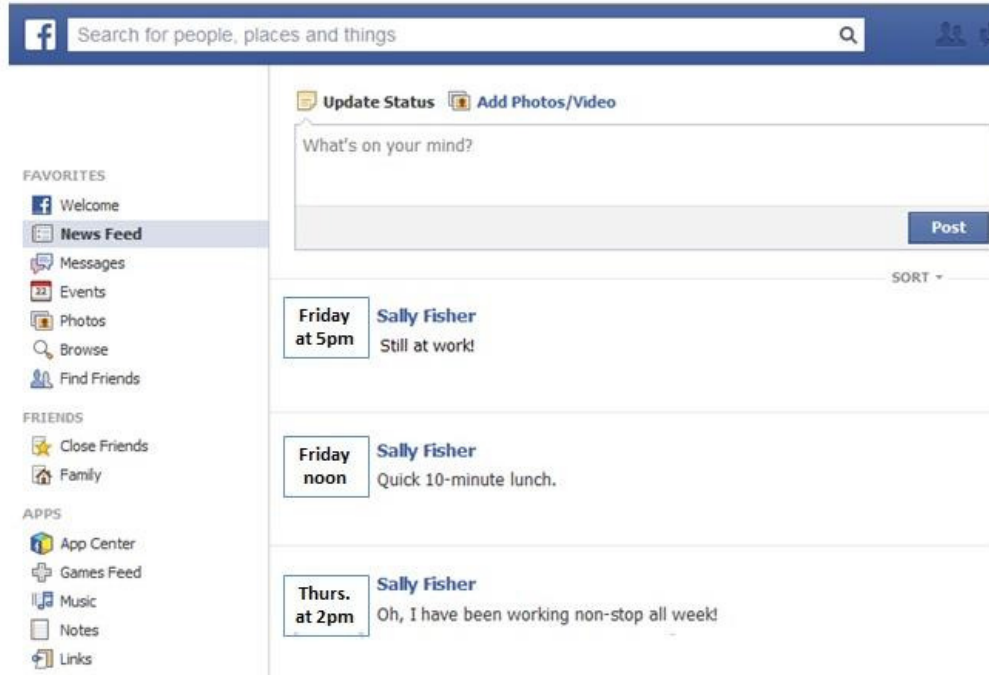 f Search for people, places and things
Update Status Add Photos/Video
What's on your mind?
Post
SORT
FAVORITES
f Welcome
News Feed
Messages
22 Events
Photos
Browse
Find Friends
FRIENDS
Close Friends
Family
APPS
App Center
Games Feed
Music
Notes
Links
Friday
at 5pm
Sally Fisher
Still at work!
Friday
noon
Sally Fisher
Quick 10-minute lunch.
Thurs.
at 2pm
Sally Fisher
Oh, I have been working non-stop all week!